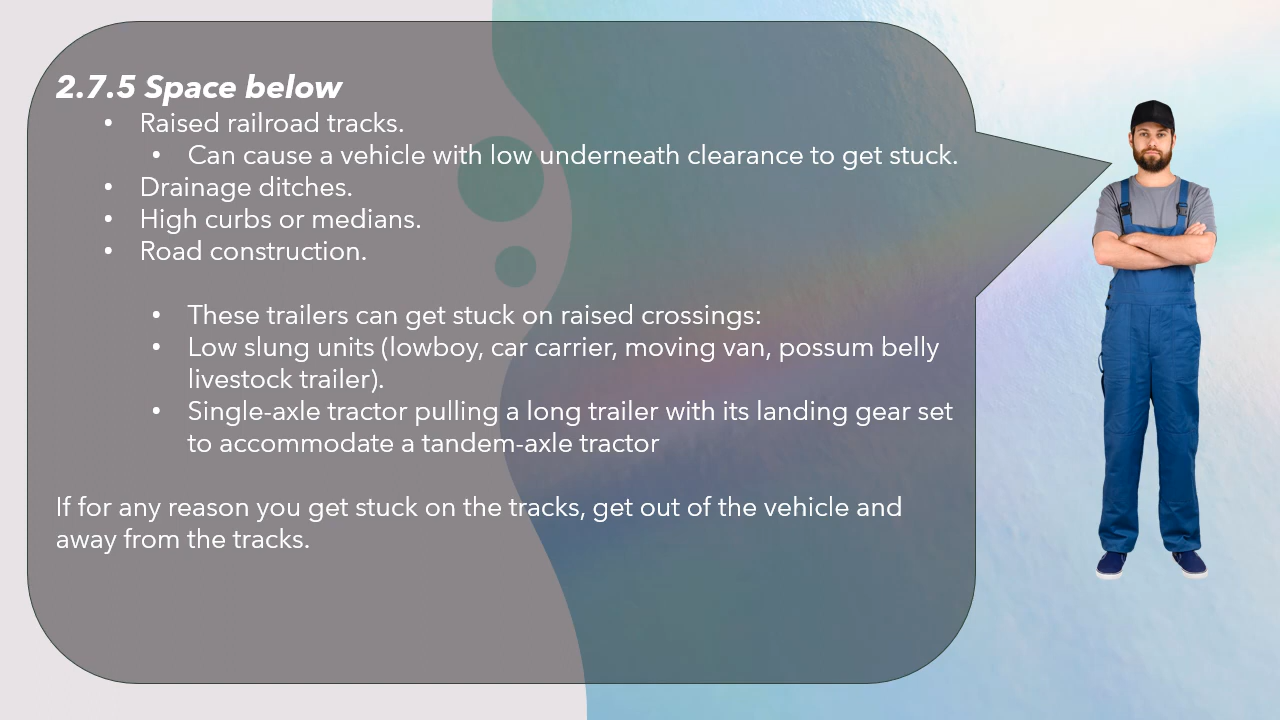 2.7.5 Space below
• Raised railroad tracks.
• Can cause a vehicle with low underneath clearance to get stuck.
• Drainage ditches.
• High curbs or medians.
• Road construction.
• These trailers can get stuck on raised crossings:
• Low slung units (lowboy, car carrier, moving van, possum belly
livestock trailer).
• Single-axle tractor pulling a long trailer with its landing gear set
to accommodate a tandem-axle tractor
If for any reason you get stuck on the tracks, get out of the vehicle and
away from the tracks.